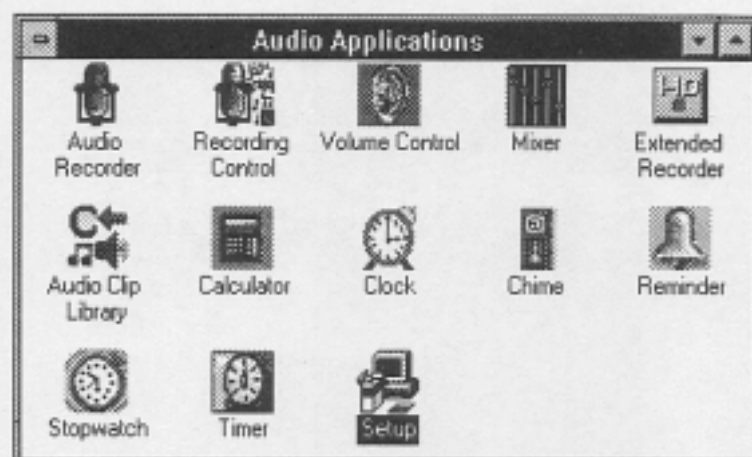 Audio Applications
Audio
Recorder
Recording
Control
Volume Control
Mixer
Extended
Recorder
Audio Clip
Library
Calculator
Clock
Chime
Reminder
Stopwatch
Timer
Setup